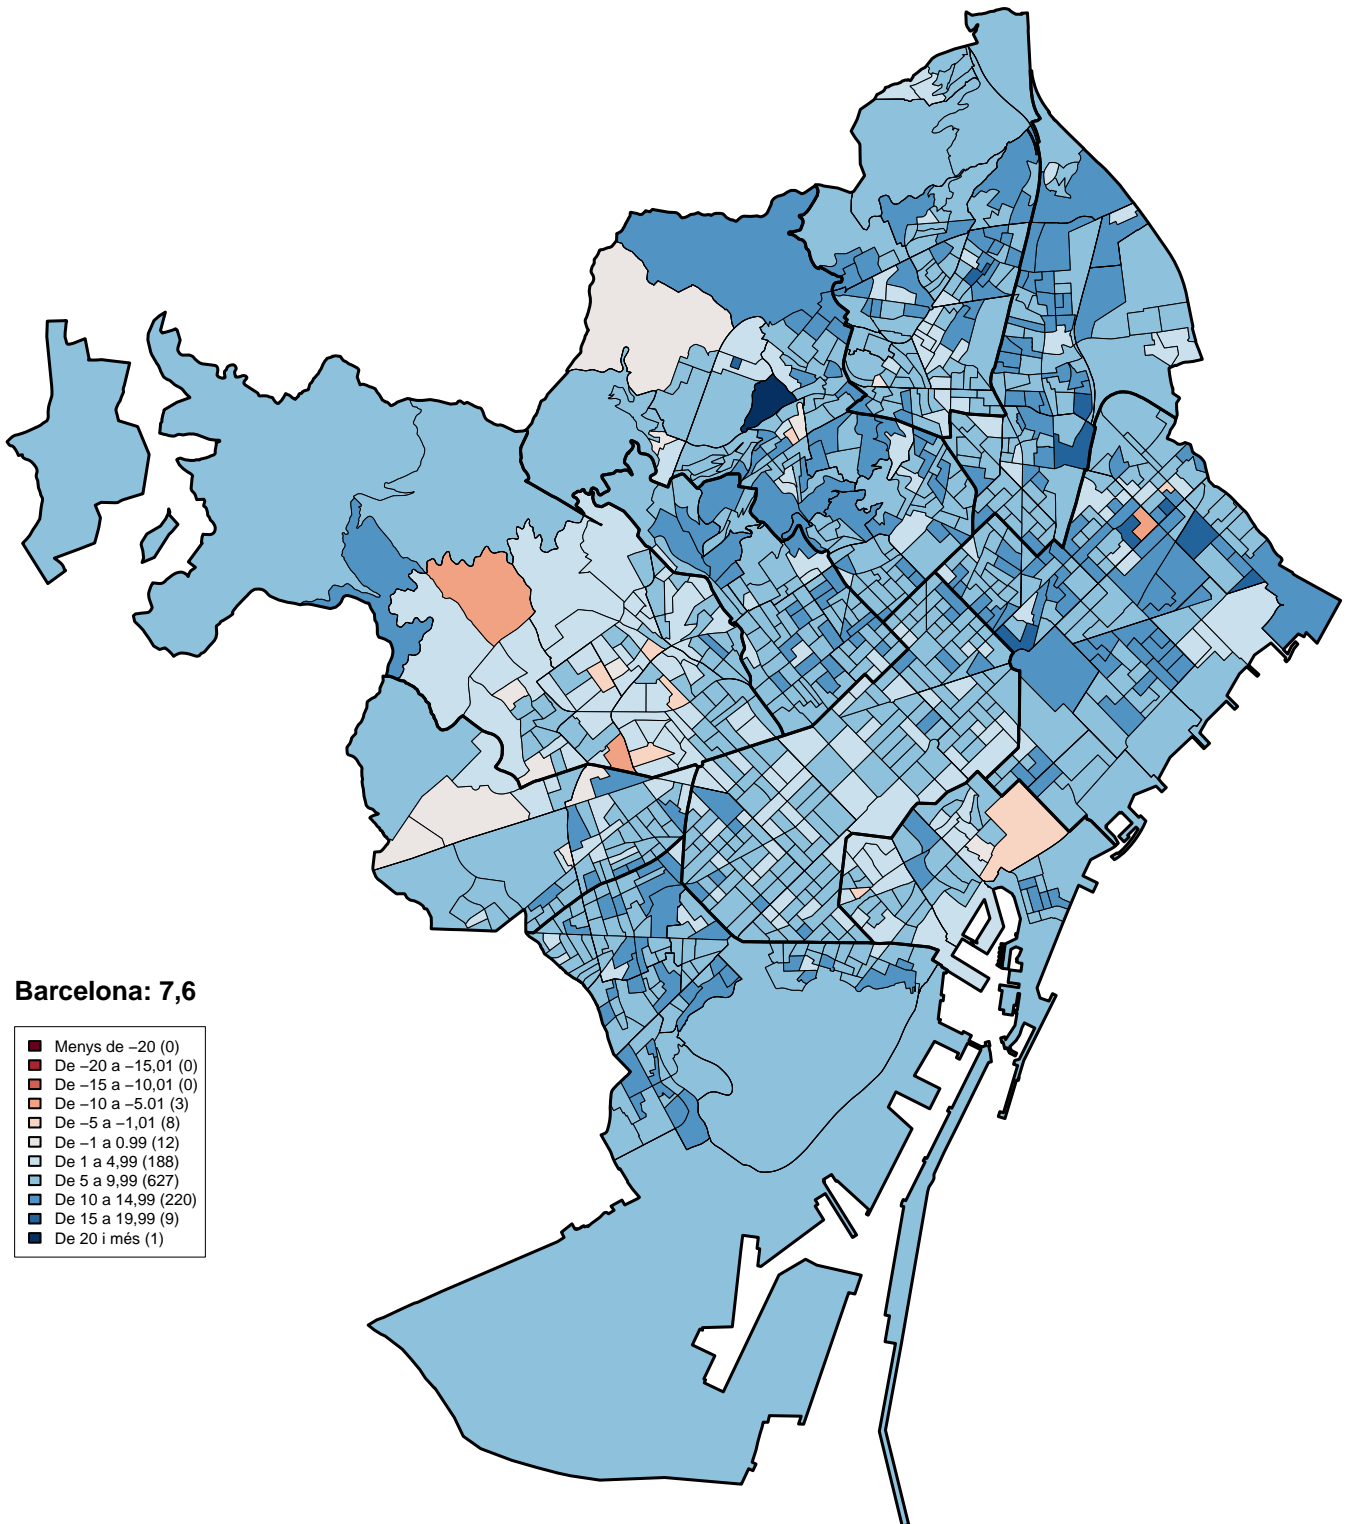 Barcelona: 7,6
Menys de −20 (0)
De −20 a −15,01 (0)
De −15 a −10,01 (0)
De −10 a −5.01 (3)
De −5 a −1,01 (8)
De −1 a 0.99 (12)
De 1 a 4,99 (188)
De 5 a 9,99 (627)
De 10 a 14,99 (220)
De 15 a 19,99 (9)
De 20 i més (1)